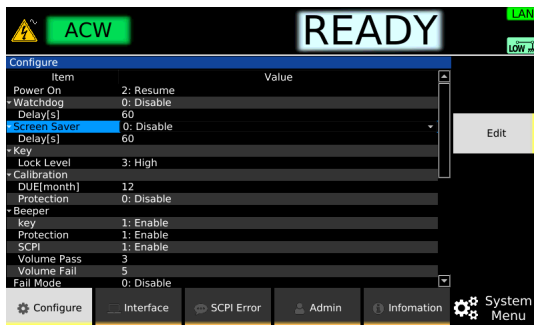 ACW
READY
LAN
LOW
Configure
Item Value
Power On 2: Resume
Watchdog 0: Disable
Delay[s] 60
Screen Saver 0: Disable
Delay[s] 60
Key
Lock Level 3: High
Calibration
DUE[month] 12
Protection 0: Disable
Beeper
key 1: Enable
Protection 1: Enable
SCPI 1: Enable
Volume Pass 3
Volume Fail 5
Fail Mode 0: Disable
Edit
Configure Interface SCPI Error Admin Infomation System
Menu